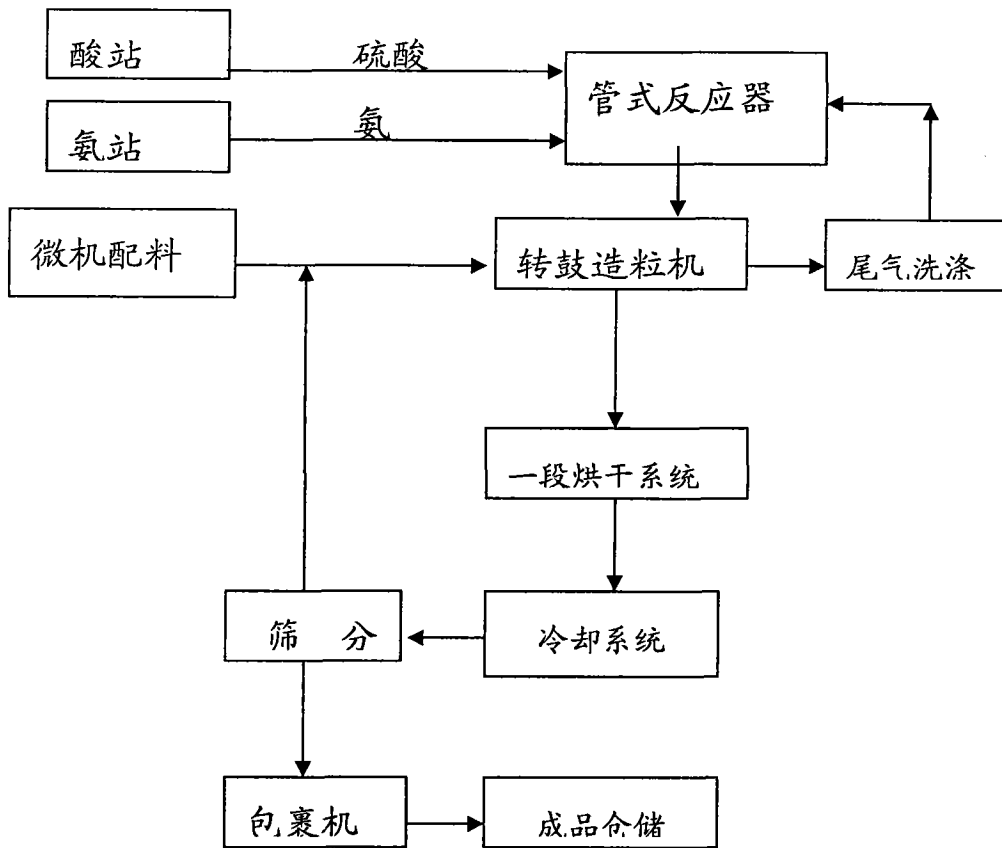 酸站
硫酸
管式反应器
氨站
氨
微机配料
转鼓造粒机
尾气洗涤
一段烘干系统
筛 分
冷却系统
包裹机
成品仓储